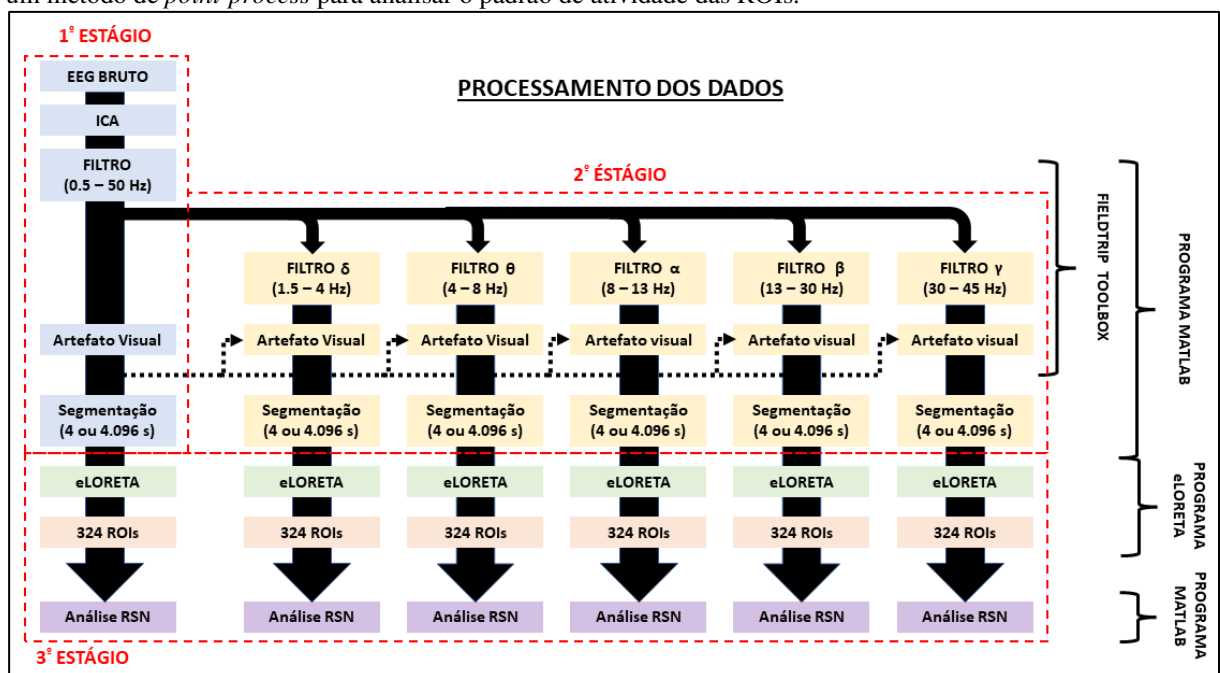 um método de point process para analisar o padrão de atividade das ROIs.
1º ESTÁGIO
EEG BRUTO
PROCESSAMENTO DOS DADOS
ICA
FILTRO
(0.5 – 50 Hz)
2º ÉSTÁGIO
FILTRO δ
(1.5 – 4 Hz)
FILTRO θ
(4 – 8 Hz)
FILTRO α
(8 – 13 Hz)
FILTRO β
(13 – 30 Hz)
FILTRO γ
(30 – 45 Hz)
Artefato Visual
Artefato Visual
Artefato Visual
Artefato visual
Artefato visual
Artefato visual
Segmentação
(4 ou 4.096 s)
Segmentação
(4 ou 4.096 s)
Segmentação
(4 ou 4.096 s)
Segmentação
(4 ou 4.096 s)
Segmentação
(4 ou 4.096 s)
Segmentação
(4 ou 4.096 s)
eLORETA
eLORETA
eLORETA
eLORETA
eLORETA
eLORETA
324 ROIs
324 ROIs
324 ROIs
324 ROIs
324 ROIs
324 ROIs
Análise RSN
Análise RSN
Análise RSN
Análise RSN
Análise RSN
Análise RSN
3º ESTÁGIO
FIELDTRIP TOOLBOX
PROGRAMA MATLAB
PROGRAMA
eLORETA
PROGRAMA
MATLAB